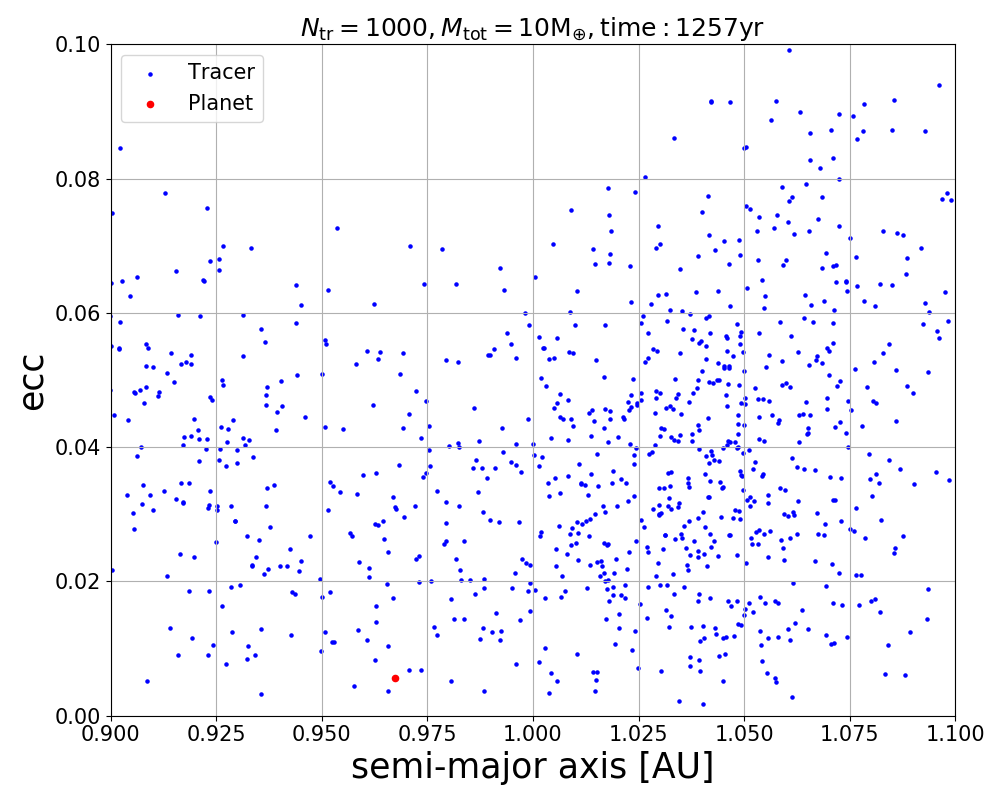 N_tr = 1000, M_tot = 10M_⊕, time : 1257yr
Tracer
Planet
ecc
0.10
0.08
0.06
0.04
0.02
0.00
0.900 0.925 0.950 0.975 1.000 1.025 1.050 1.075 1.100
semi-major axis [AU]